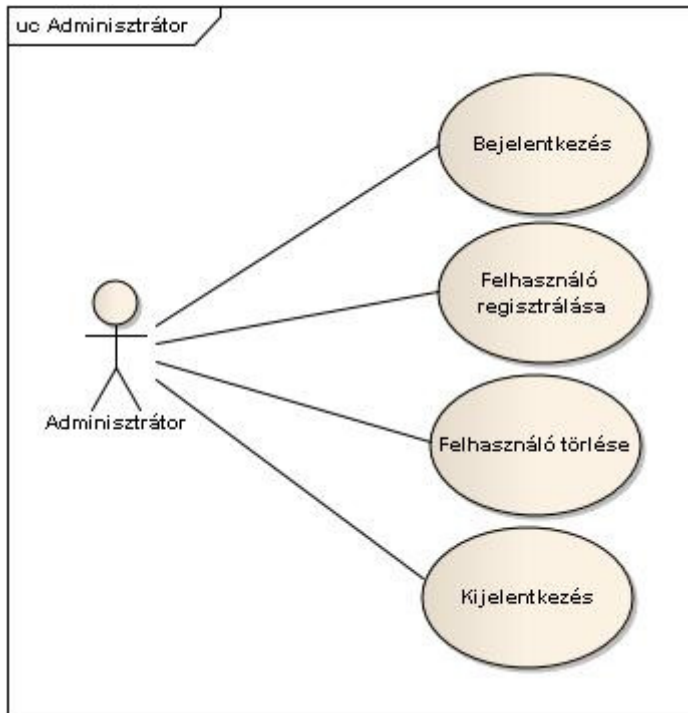 uc Adminisztrátor
Bejelentkezés
Felhasználó
regisztrálása
Adminisztrátor
Felhasználó törlése
Kijelentkezés